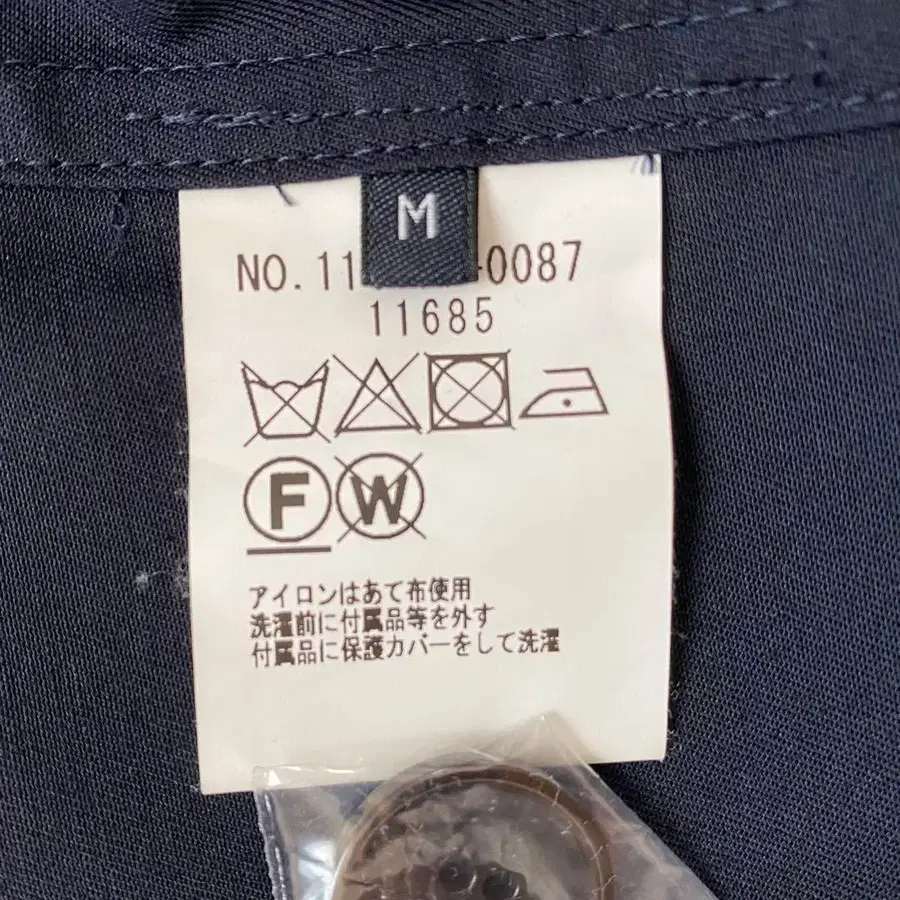 M
NO.11 -0087
11685
F W
アイロンはあて布使用
洗濯前に付属品等を外す
付属品に保護カバーをして洗濯